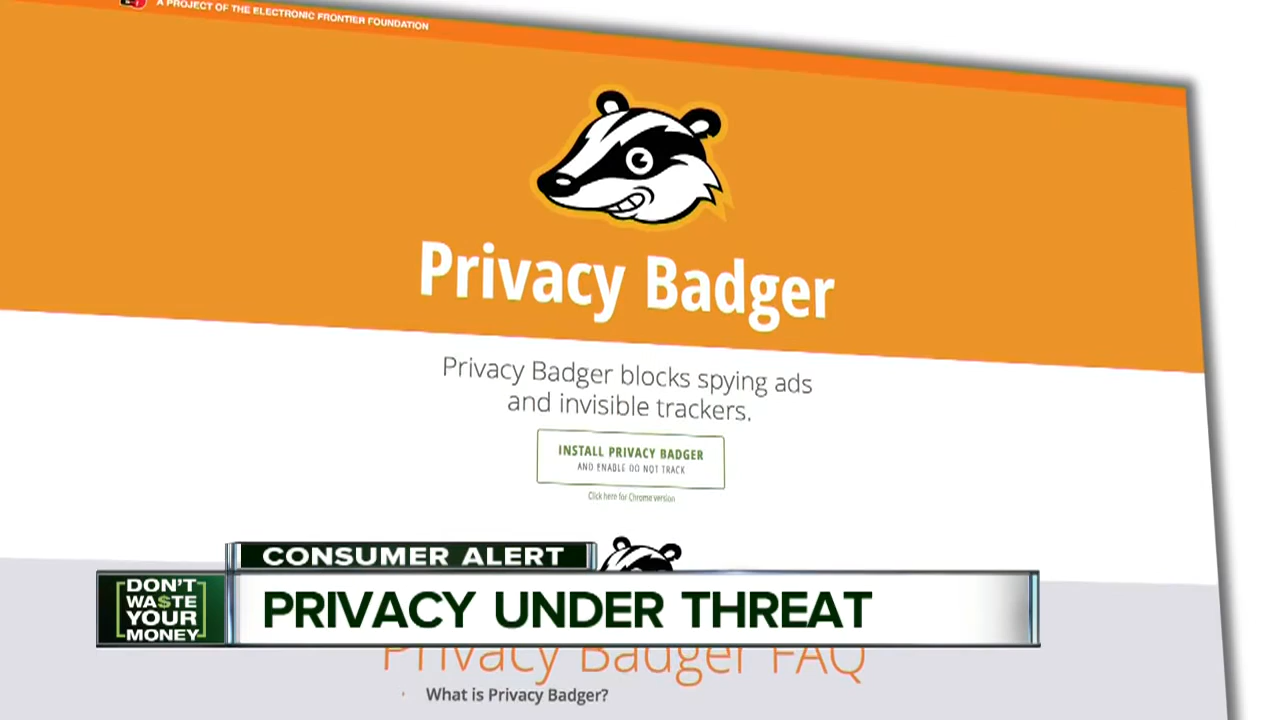 A PROJECT OF THE ELECTRONIC FRONTIER FOUNDATION
Privacy Badger
Privacy Badger blocks spying ads
and invisible trackers.
INSTALL PRIVACY BADGER
AND ENABLE DO NOT TRACK
Click here for Chrome version
CONSUMER ALERT
DON'T
WA$TE
YOUR
MONEY
PRIVACY UNDER THREAT
Privacy Badger FAQ
What is Privacy Badger?